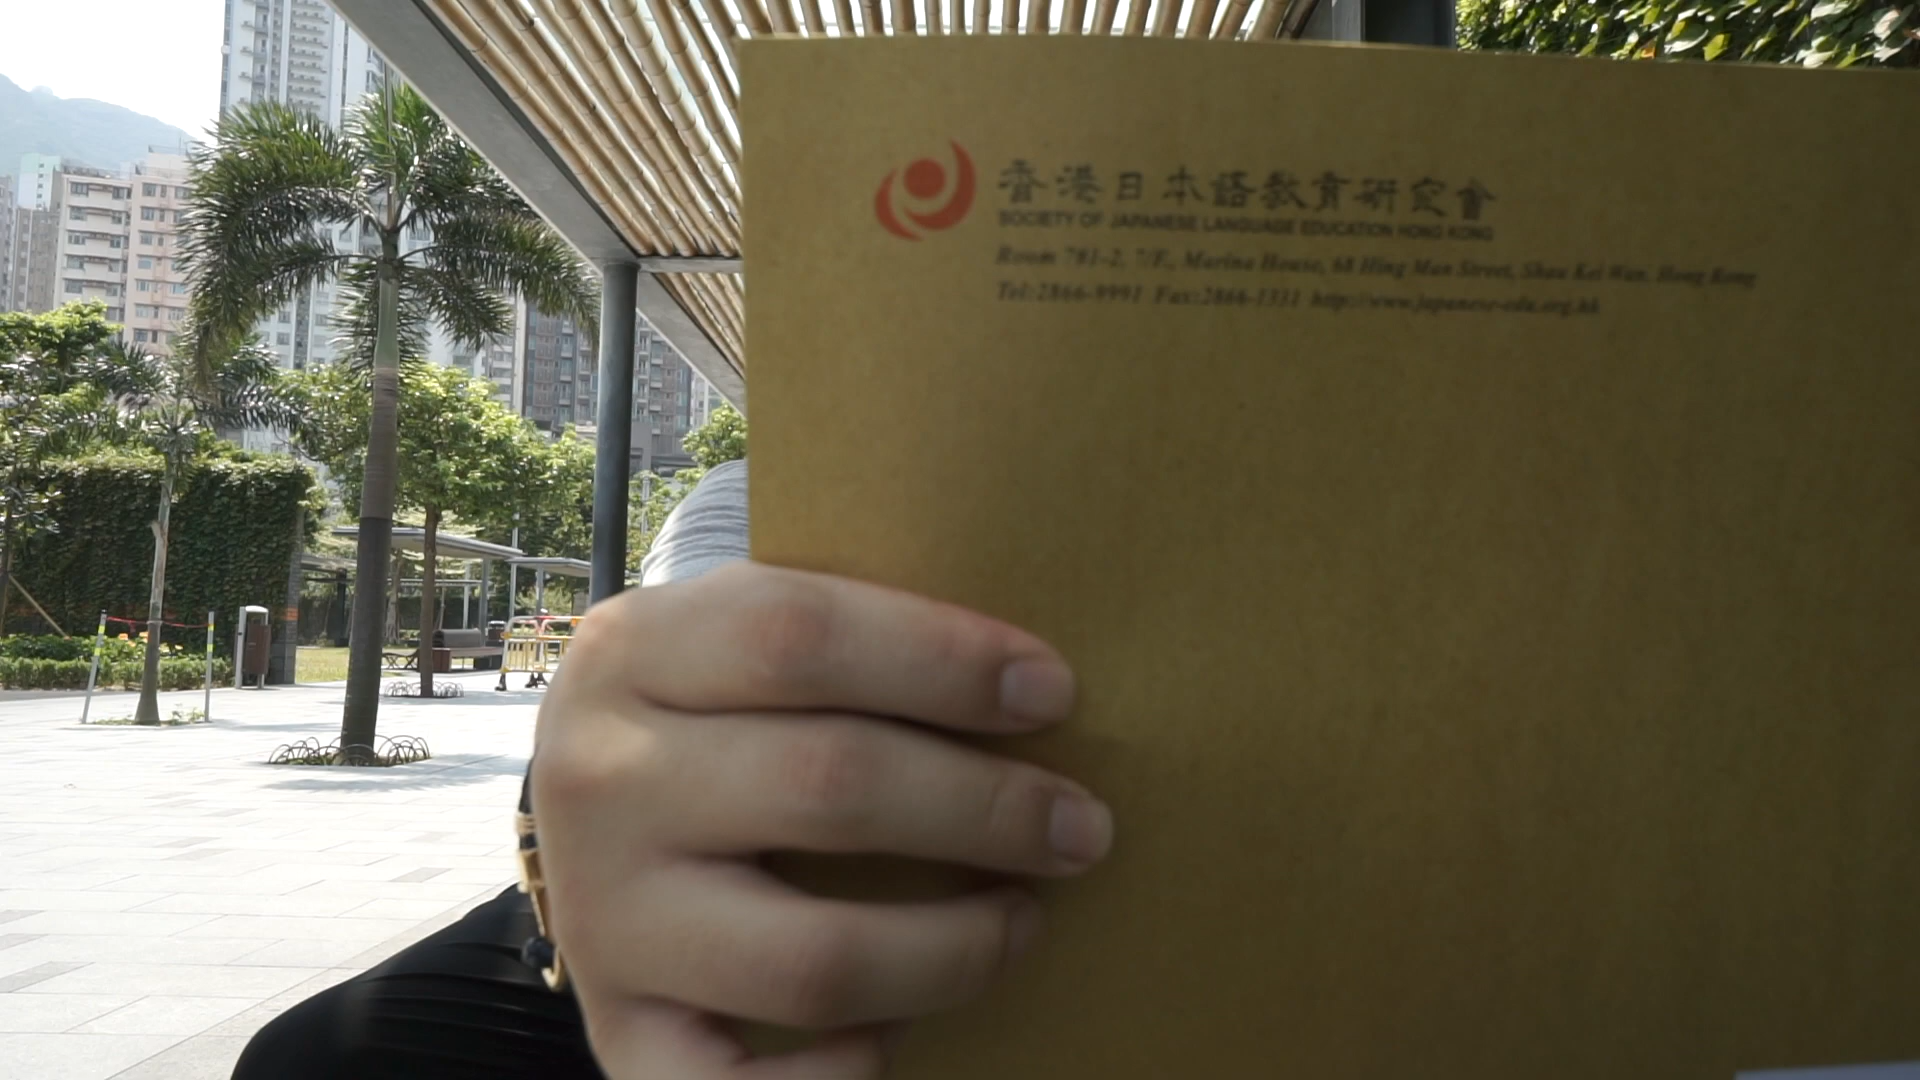 香港日本語教育研究會
SOCIETY OF JAPANESE LANGUAGE EDUCATION HONG KONG
Room 701-2, 7/F., Marina House, 68 Hing Man Street, Shau Kei Wan, Hong Kong
Tel:2866-9991 Fax:2866-1331 http://www.japanese-edu.org.hk